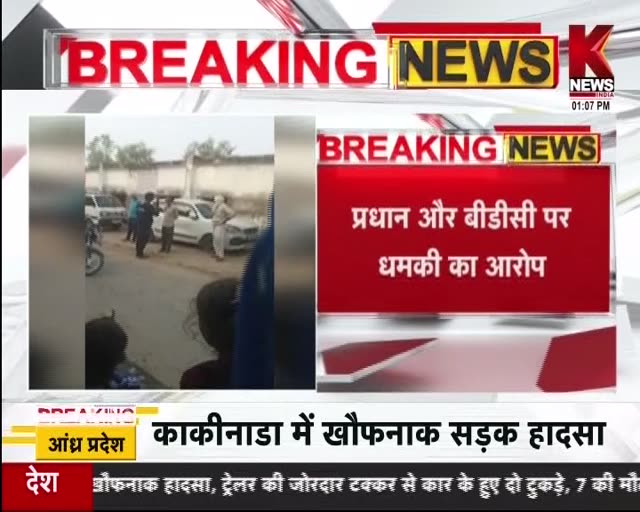 BREAKING NEWS
K
NEWS
INDIA
01:07 PM
BREAKING NEWS
प्रधान और बीडीसी पर
धमकी का आरोप
BREAKING
आंध्र प्रदेश
काकीनाडा में खौफनाक सड़क हादसा
देश
खौफनाक हादसा, ट्रेलर की जोरदार टक्कर से कार के हुए दो टुकड़े, 7 की